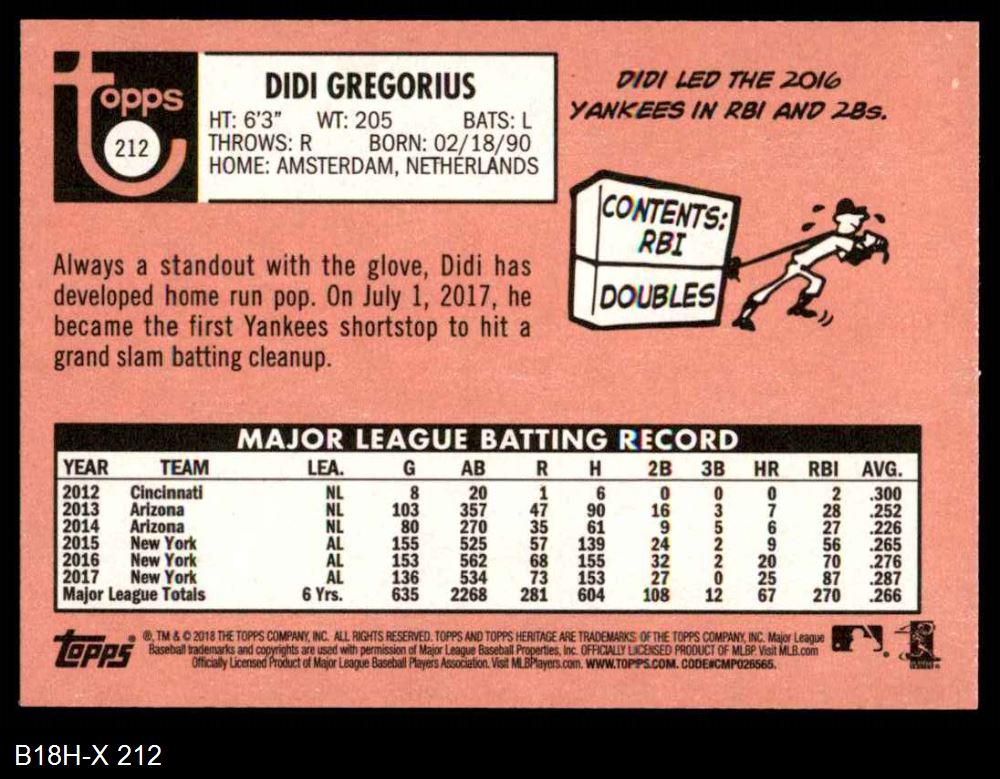 topps
212
DIDI GREGORIUS
HT: 6'3" WT: 205 BATS: L
THROWS: R BORN: 02/18/90
HOME: AMSTERDAM, NETHERLANDS
DIDI LED THE 2016
YANKEES IN RBI AND 2Bs.
CONTENTS:
RBI
DOUBLES
Always a standout with the glove, Didi has
developed home run pop. On July 1, 2017, he
became the first Yankees shortstop to hit a
grand slam batting cleanup.
MAJOR LEAGUE BATTING RECORD
YEAR TEAM LEA. G AB R H 2B 3B HR RBI AVG.
2012 Cincinnati NL 8 20 1 6 0 0 0 2 .300
2013 Arizona NL 103 357 47 90 16 3 7 28 .252
2014 Arizona NL 80 270 35 61 9 5 6 27 .226
2015 New York AL 155 525 57 139 24 2 9 56 .265
2016 New York AL 153 562 68 155 32 2 20 70 .276
2017 New York AL 136 534 73 153 27 0 25 87 .287
Major League Totals 6 Yrs. 635 2268 281 604 108 12 67 270 .266
topps
®, TM & © 2018 THE TOPPS COMPANY, INC. ALL RIGHTS RESERVED. TOPPS AND TOPPS HERITAGE ARE TRADEMARKS OF THE TOPPS COMPANY, INC. Major League
Baseball trademarks and copyrights are used with permission of Major League Baseball Properties, Inc. OFFICIALLY LICENSED PRODUCT OF MLBP Visit MLB.com
Officially Licensed Product of Major League Baseball Players Association. Visit MLBPlayers.com. WWW.TOPPS.COM. CODE#CMP026565.
B18H-X 212